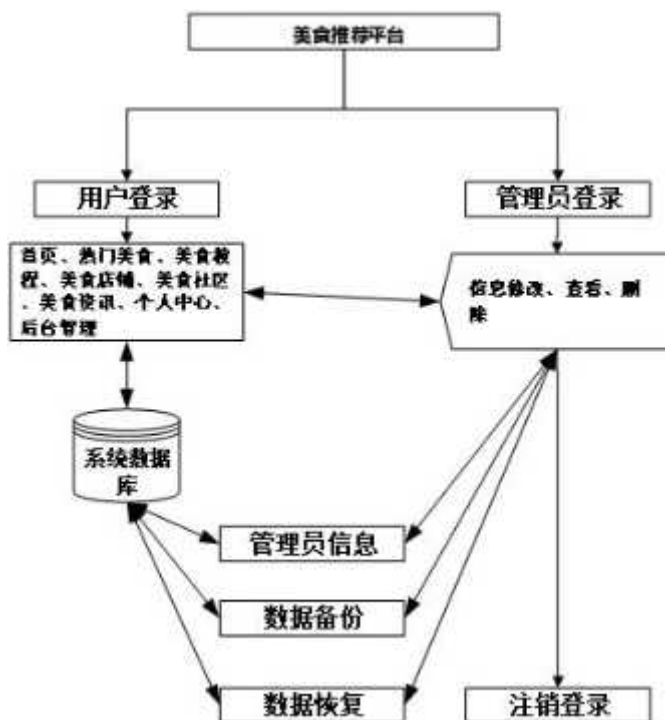 美食推荐平台
用户登录
管理员登录
首页、热门美食、美食教
程、美食店铺、美食社区
、美食资讯、个人中心、
后台管理
信息修改、查看、删
除
系统数据
库
管理员信息
数据备份
数据恢复
注销登录